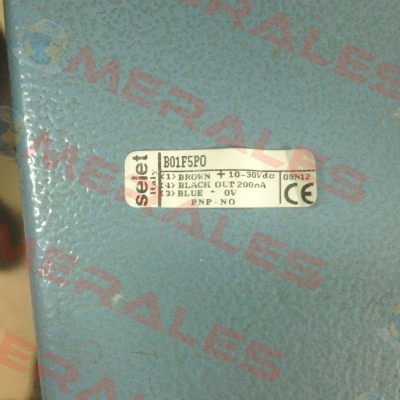 seiet
Italy
B01F5PO
<1> BROWN + 10-30Vdc
<4> BLACK OUT 200mA
<3> BLUE - 0V
PNP-NO
09N12
CE
MERALES
MERALES
MERALES
MERALES